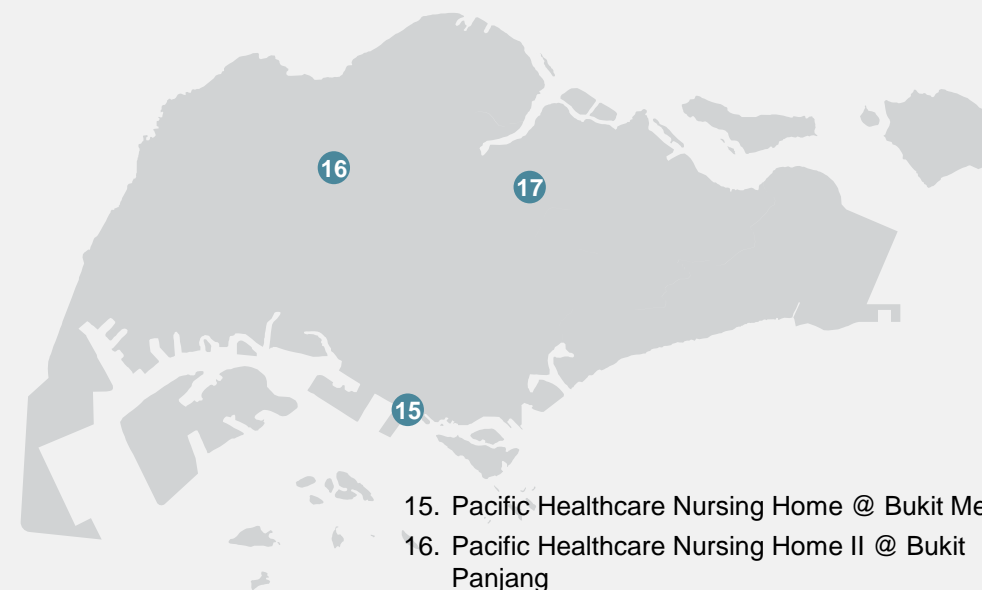 16
17
15
15. Pacific Healthcare Nursing Home @ Bukit Me
16. Pacific Healthcare Nursing Home II @ Bukit
Panjang